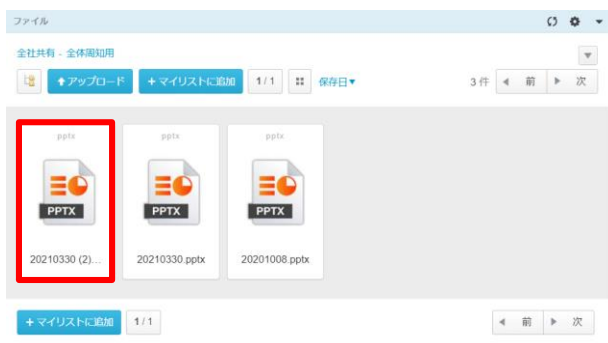 ファイル
全社共有 - 全体周知用
アップロード +マイリストに追加 1/1 保存日▼ 3 件 前 次
pptx pptx pptx
PPTX PPTX PPTX
20210330 (2)... 20210330.pptx 20201008.pptx
+マイリストに追加 1/1 前 次